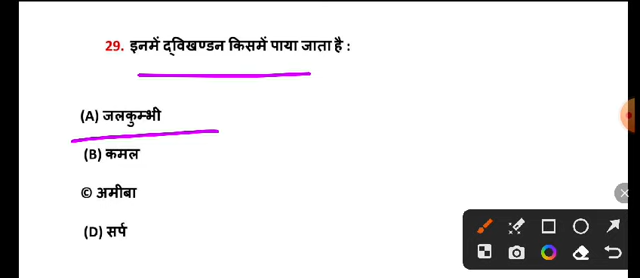 29. इनमें द्विखण्डन किसमें पाया जाता है :
(A) जलकुम्भी
(B) कमल
© अमीबा
(D) सर्प